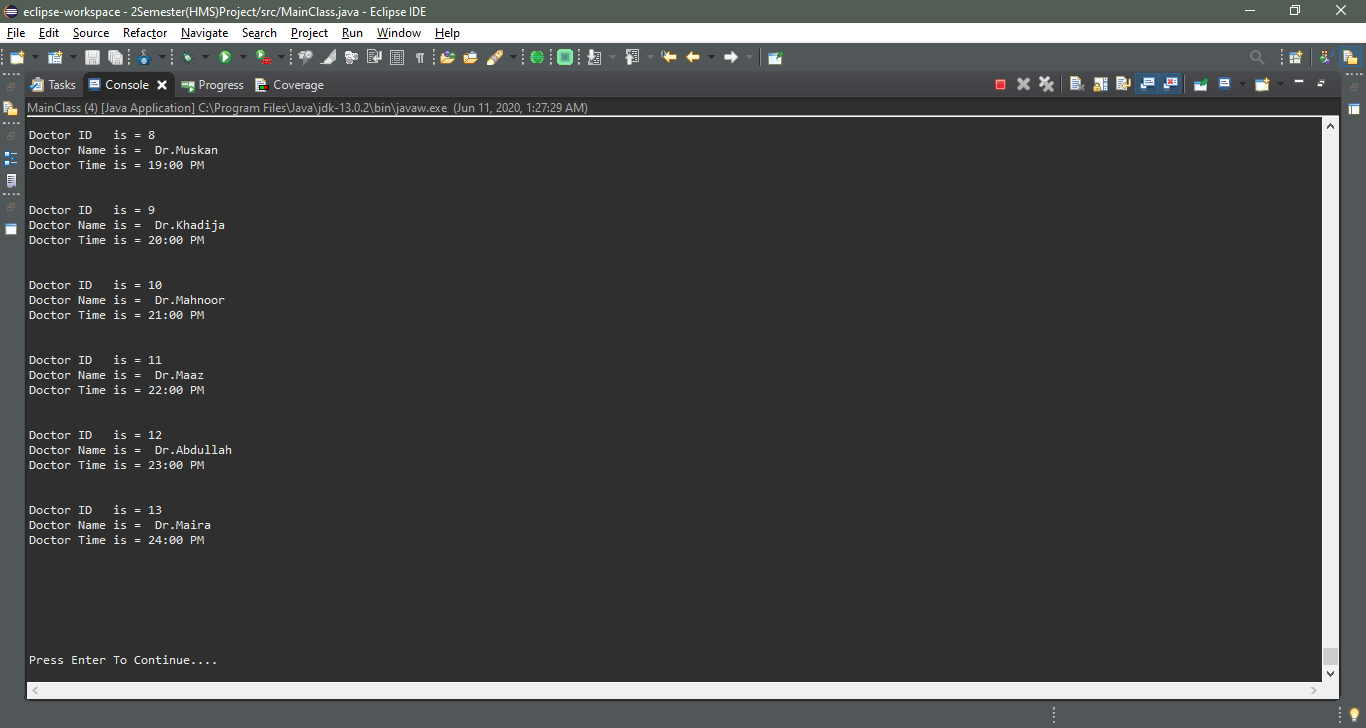 eclipse-workspace - 2Semester(HMS)Project/src/MainClass.java - Eclipse IDE
File Edit Source Refactor Navigate Search Project Run Window Help
Tasks Console Progress Coverage
MainClass (4) [Java Application] C:\Program Files\Java\jdk-13.0.2\bin\javaw.exe (Jun 11, 2020, 1:27:29 AM)
Doctor ID   is = 8
Doctor Name is =  Dr.Muskan
Doctor Time is = 19:00 PM
Doctor ID   is = 9
Doctor Name is =  Dr.Khadija
Doctor Time is = 20:00 PM
Doctor ID   is = 10
Doctor Name is =  Dr.Mahnoor
Doctor Time is = 21:00 PM
Doctor ID   is = 11
Doctor Name is =  Dr.Maaz
Doctor Time is = 22:00 PM
Doctor ID   is = 12
Doctor Name is =  Dr.Abdullah
Doctor Time is = 23:00 PM
Doctor ID   is = 13
Doctor Name is =  Dr.Maira
Doctor Time is = 24:00 PM
Press Enter To Continue....